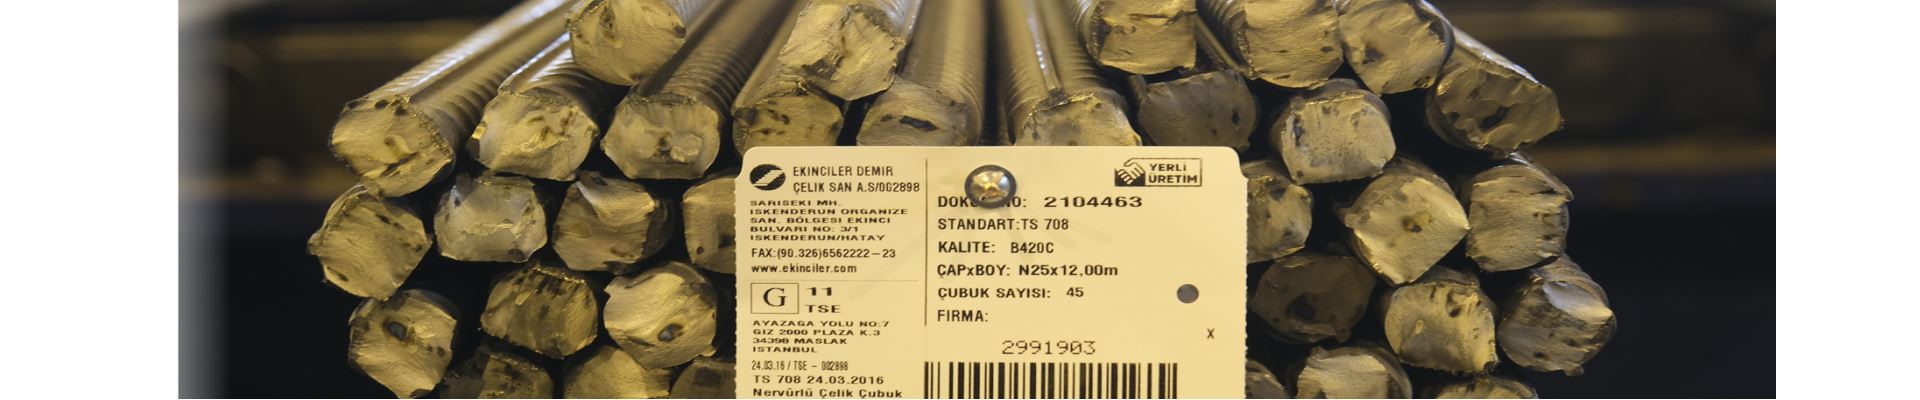 EKINCILER DEMIR
ÇELIK SAN A.S/002898
SARISEKI MH.
ISKENDERUN ORGANIZE
SAN. BÖLGESI EKINCI
BULVARI NO: 3/1
ISKENDERUN/HATAY
FAX:(90.326)6562222-23
www.ekinciler.com
G 11
TSE
AYAZAGA YOLU NO:7
GIZ 2000 PLAZA K.3
34398 MASLAK
ISTANBUL
24.03.16 / TSE - 002898
TS 708 24.03.2016
Nervürlü Çelik Çubuk
YERLİ
ÜRETİM
NO: 2104463
STANDART:TS 708
KALITE: B420C
ÇAPxBOY: N25x12,00m
ÇUBUK SAYISI: 45
FIRMA:
X
2991903